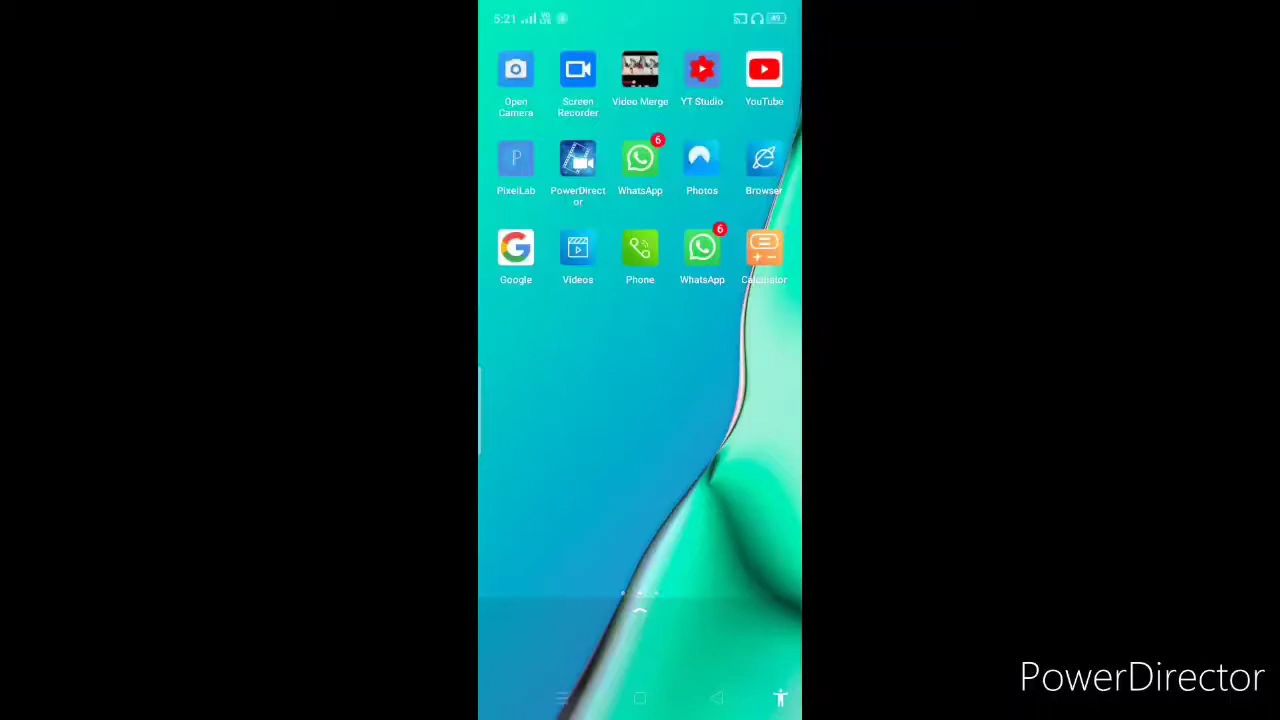 5:21
49
Open Camera
Screen Recorder
Video Merge
YT Studio
YouTube
6
P
PixelLab
PowerDirect
or
WhatsApp
Photos
Browser
6
G
Google
Videos
Phone
WhatsApp
Calculator
PowerDirector